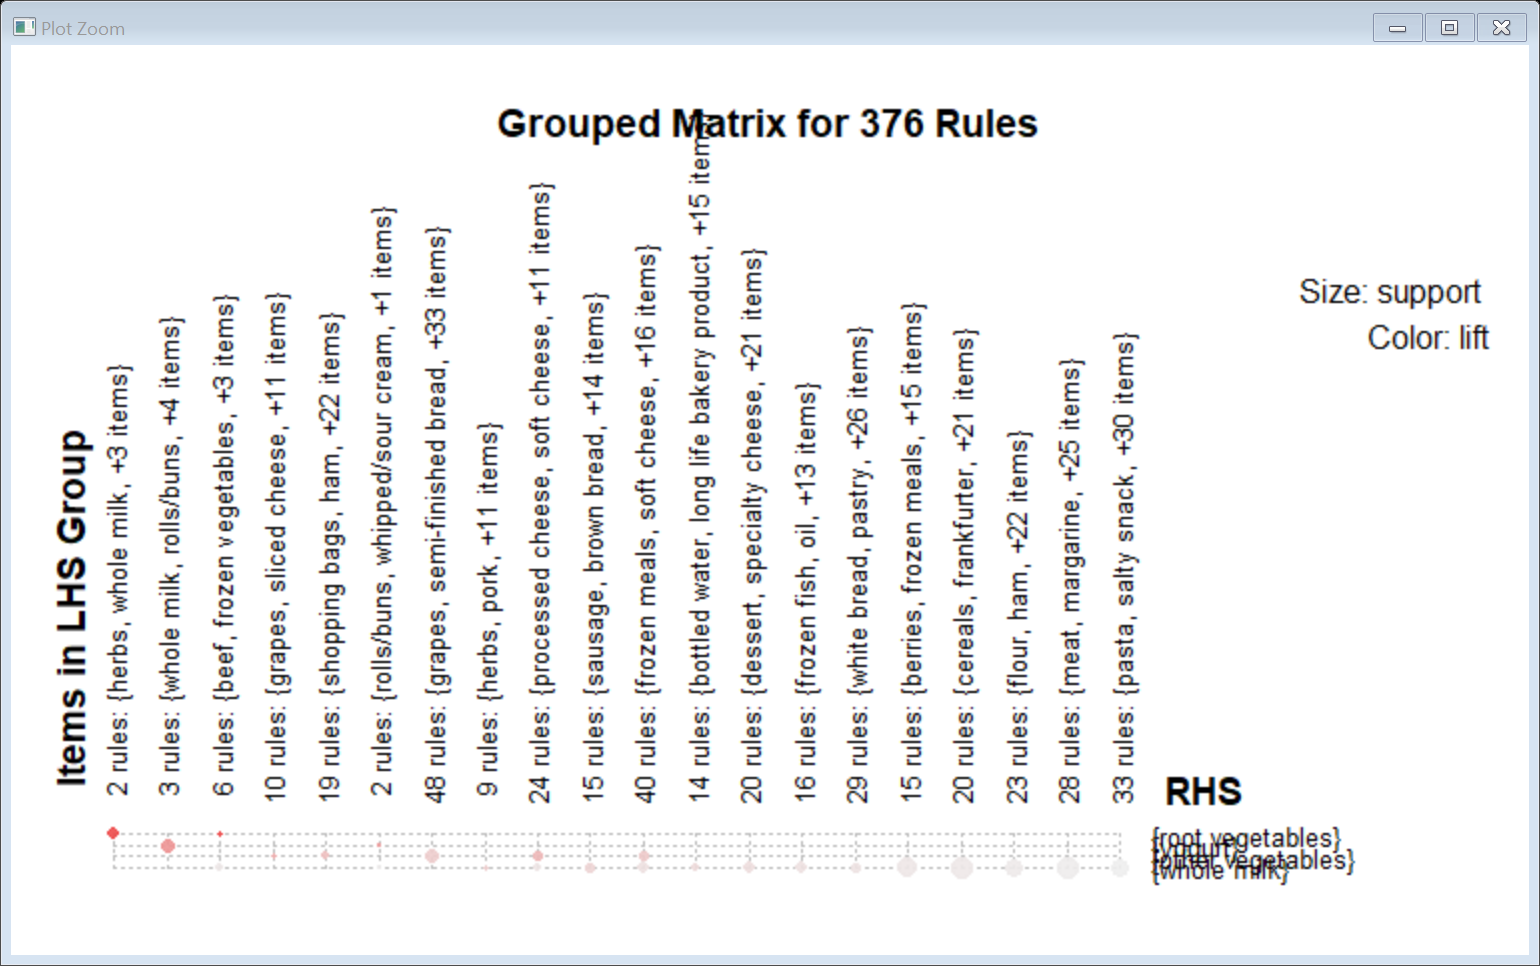 Plot Zoom
Grouped Matrix for 376 Rules
Size: support
Color: lift
Items in LHS Group
2 rules: {herbs, whole milk, +3 items}
3 rules: {whole milk, rolls/buns, +4 items}
6 rules: {beef, frozen vegetables, +3 items}
10 rules: {grapes, sliced cheese, +11 items}
19 rules: {shopping bags, ham, +22 items}
2 rules: {rolls/buns, whipped/sour cream, +1 items}
48 rules: {grapes, semi-finished bread, +33 items}
9 rules: {herbs, pork, +11 items}
24 rules: {processed cheese, soft cheese, +11 items}
15 rules: {sausage, brown bread, +14 items}
40 rules: {frozen meals, soft cheese, +16 items}
14 rules: {bottled water, long life bakery product, +15 items}
20 rules: {dessert, specialty cheese, +21 items}
16 rules: {frozen fish, oil, +13 items}
29 rules: {white bread, pastry, +26 items}
15 rules: {berries, frozen meals, +15 items}
20 rules: {cereals, frankfurter, +21 items}
23 rules: {flour, ham, +22 items}
28 rules: {meat, margarine, +25 items}
33 rules: {pasta, salty snack, +30 items}
RHS
{root vegetables}
{yogurt}
{other vegetables}
{whole milk}